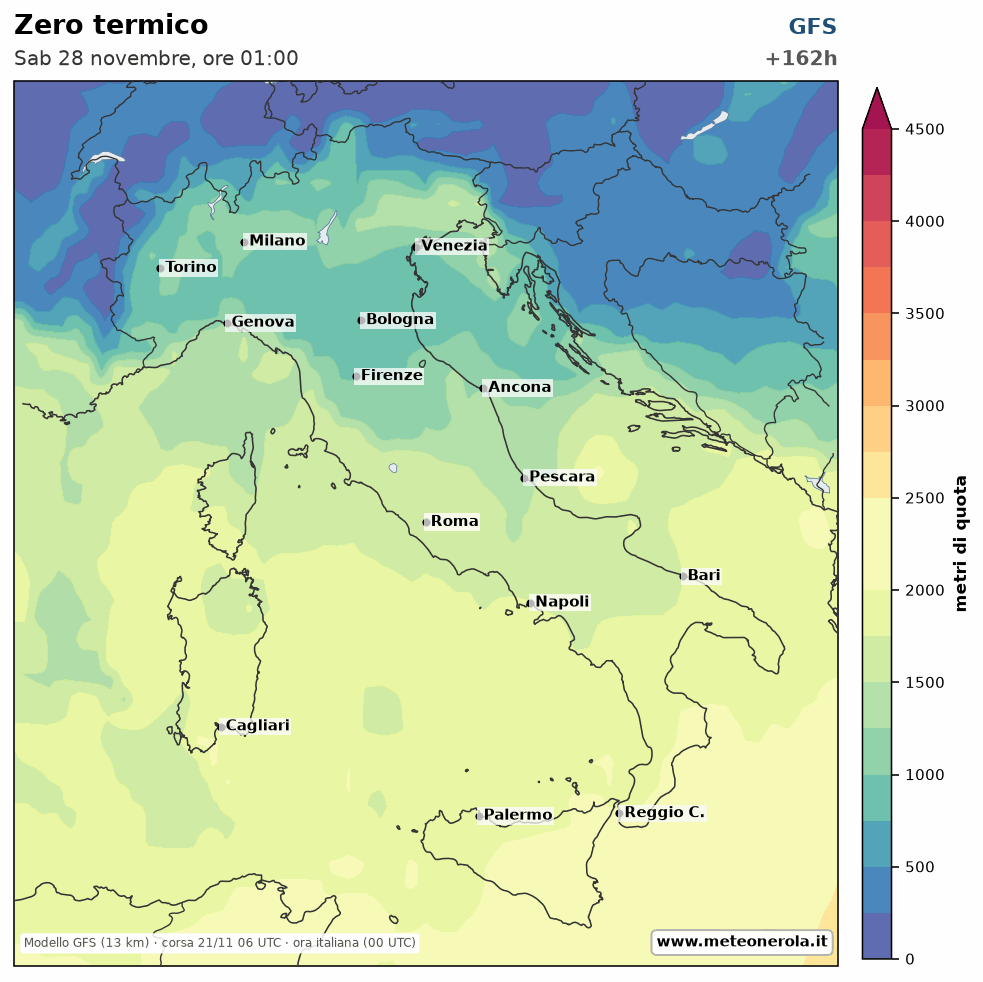 Zero termico
GFS
Sab 28 novembre, ore 01:00
+162h
Milano
Venezia
Torino
Genova
Bologna
Firenze
Ancona
Pescara
Roma
Bari
Napoli
Cagliari
Palermo
Reggio C.
4500
4000
3500
3000
2500
2000
1500
1000
500
0
metri di quota
Modello GFS (13 km) · corsa 21/11 06 UTC · ora italiana (00 UTC)
www.meteonerola.it